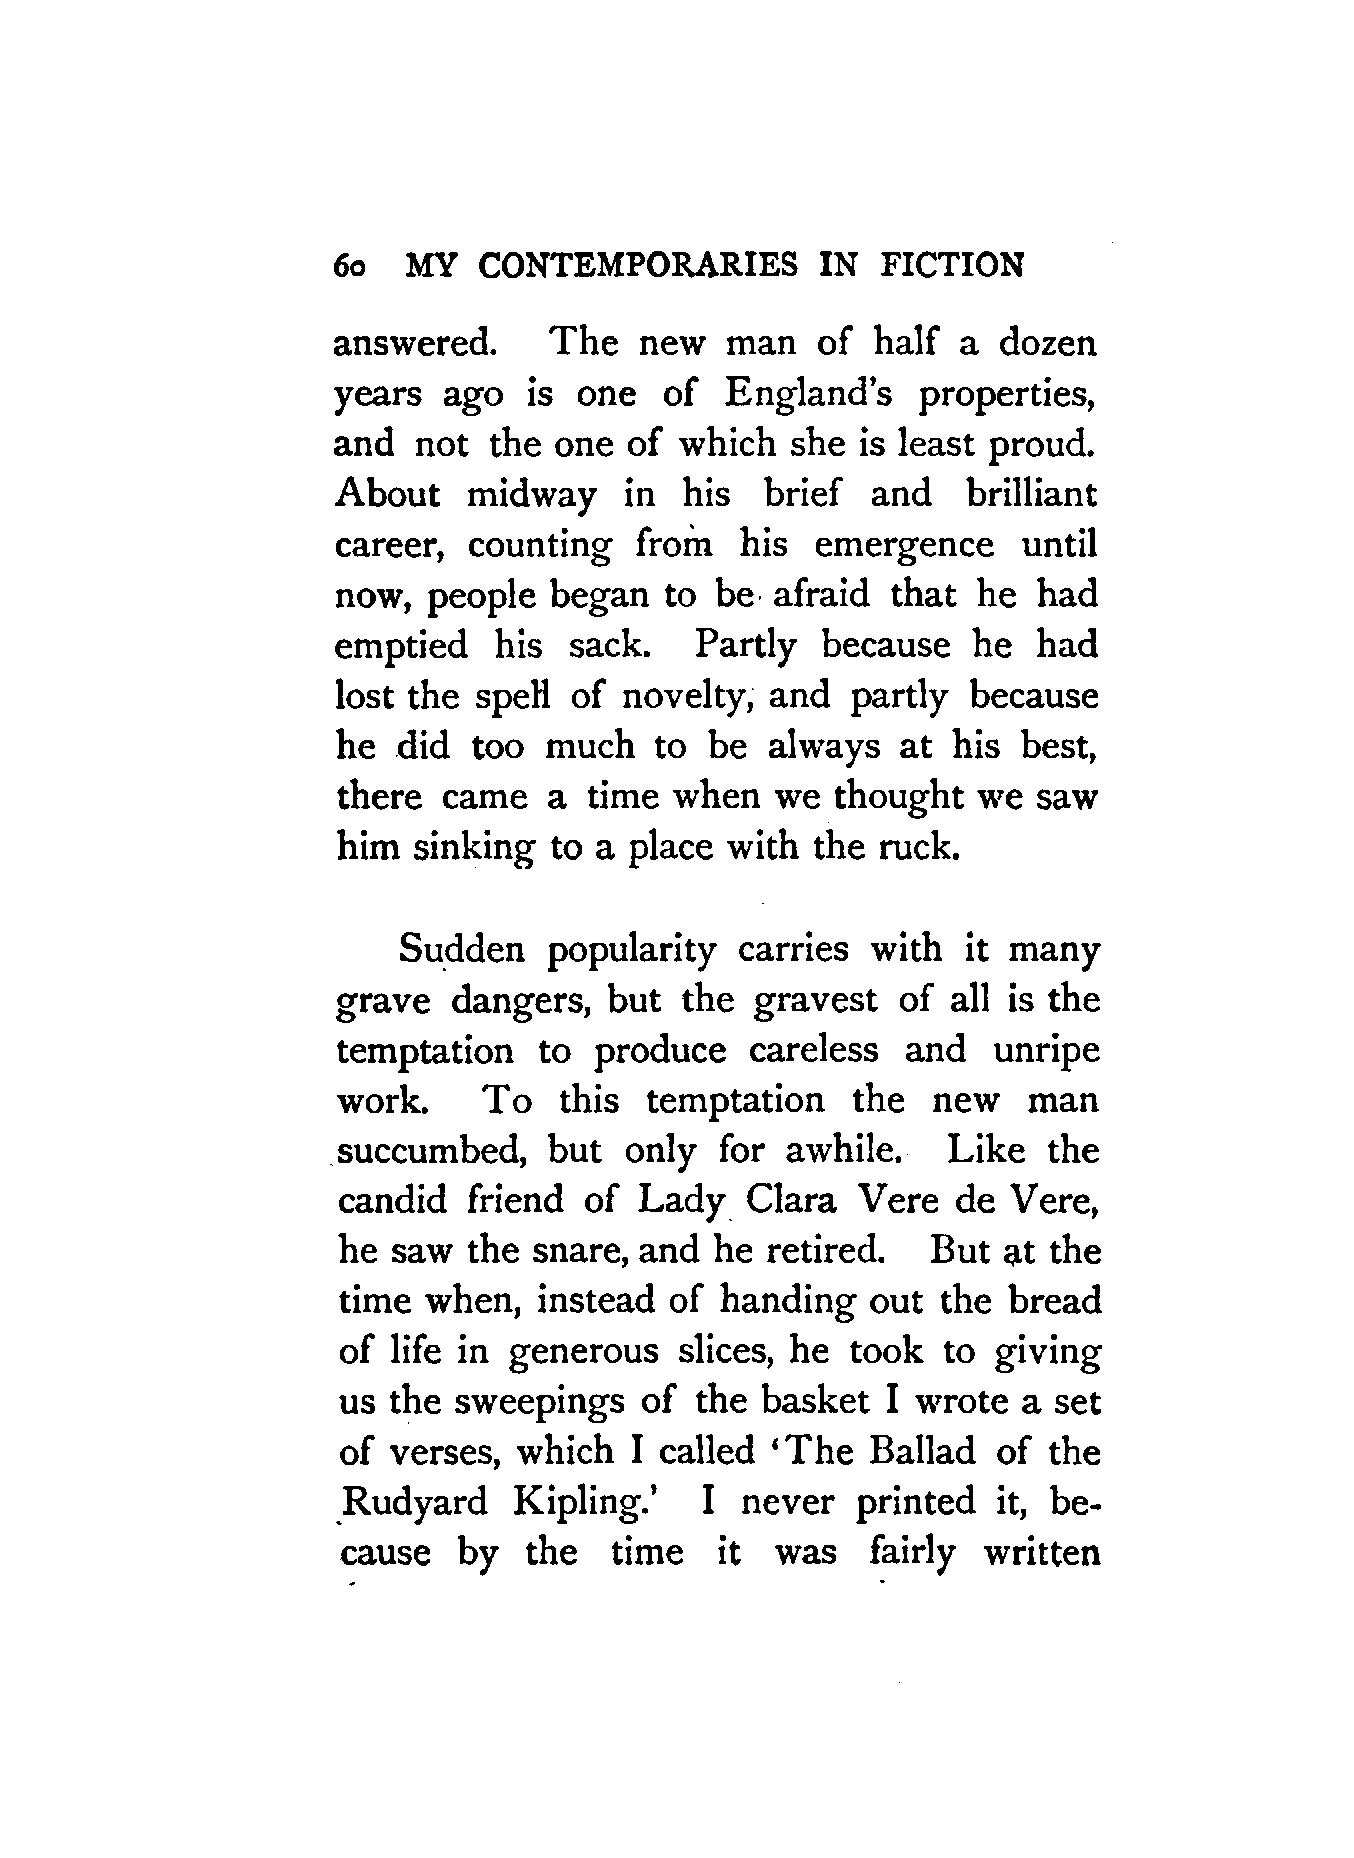 60 MY CONTEMPORARIES IN FICTION
answered. The new man of half a dozen
years ago is one of England's properties,
and not the one of which she is least proud.
About midway in his brief and brilliant
career, counting from his emergence until
now, people began to be afraid that he had
emptied his sack. Partly because he had
lost the spell of novelty, and partly because
he did too much to be always at his best,
there came a time when we thought we saw
him sinking to a place with the ruck.
Sudden popularity carries with it many
grave dangers, but the gravest of all is the
temptation to produce careless and unripe
work. To this temptation the new man
succumbed, but only for awhile. Like the
candid friend of Lady Clara Vere de Vere,
he saw the snare, and he retired. But at the
time when, instead of handing out the bread
of life in generous slices, he took to giving
us the sweepings of the basket I wrote a set
of verses, which I called 'The Ballad of the
Rudyard Kipling.' I never printed it, be-
cause by the time it was fairly written